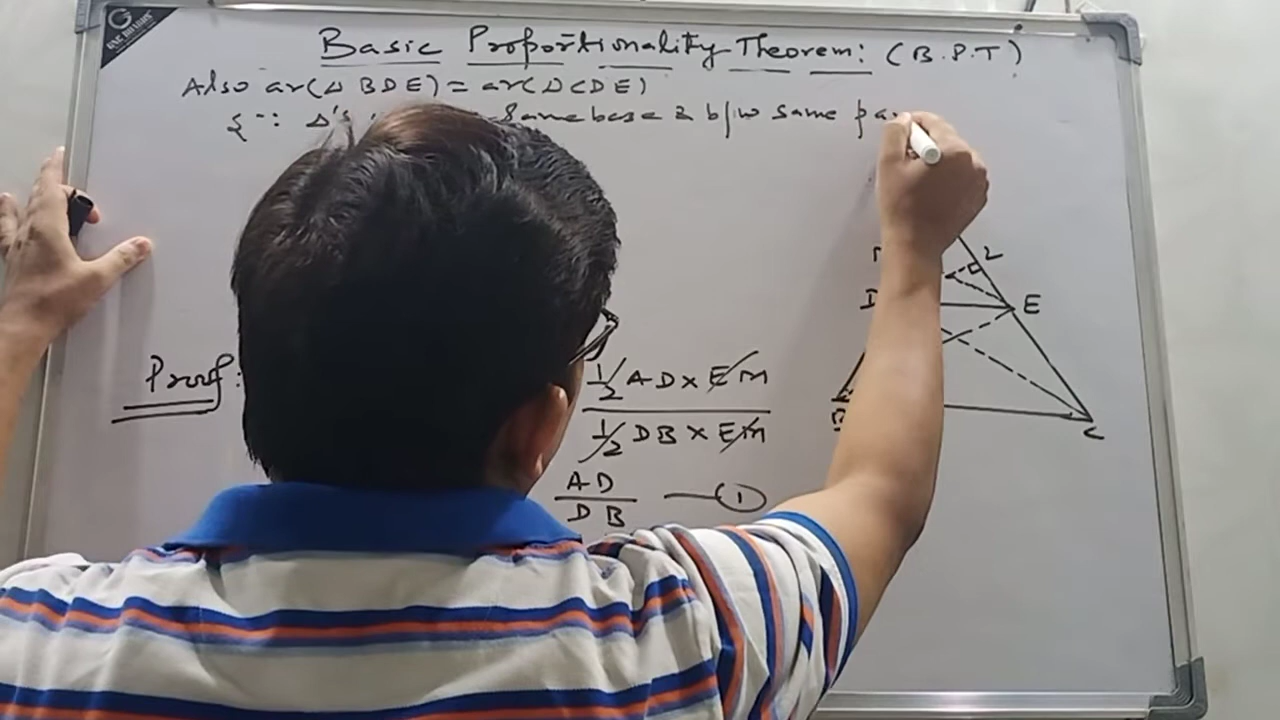 Basic Proportionality Theorem: (B.P.T)
Also ar(Δ BDE) = ar(Δ CDE)
{ ∵ Δ's same base & b/w same pa
L
E
Proof:
1/2 AD × EM
1/2 DB × EM
B
C
AD
DB — ①